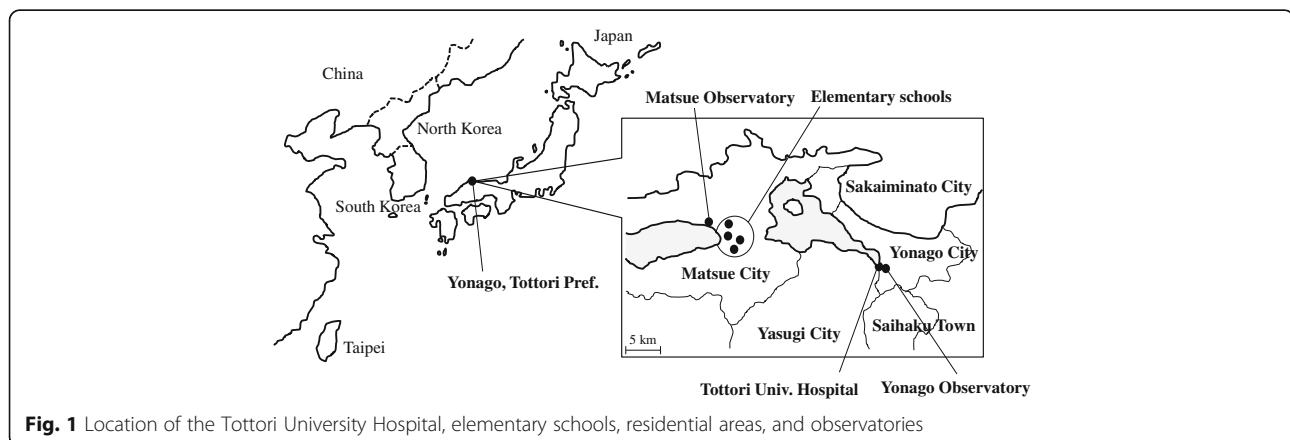 Japan
China
Matsue Observatory
Elementary schools
North Korea
Sakaiminato City
South Korea
Yonago City
Matsue City
Yonago, Tottori Pref.
Saihaku Town
Yasugi City
5 km
Taipei
Tottori Univ. Hospital
Yonago Observatory
Fig. 1 Location of the Tottori University Hospital, elementary schools, residential areas, and observatories